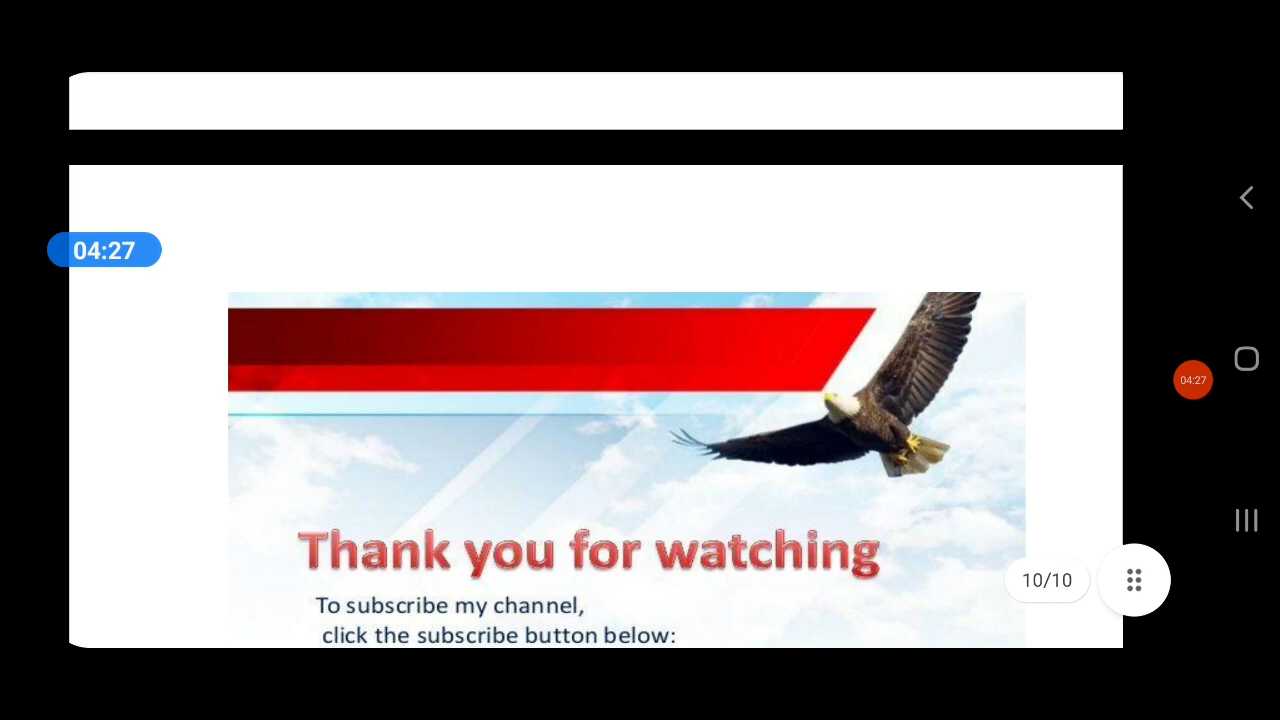 04:27
04:27
Thank you for watching
10/10
To subscribe my channel,
click the subscribe button below: